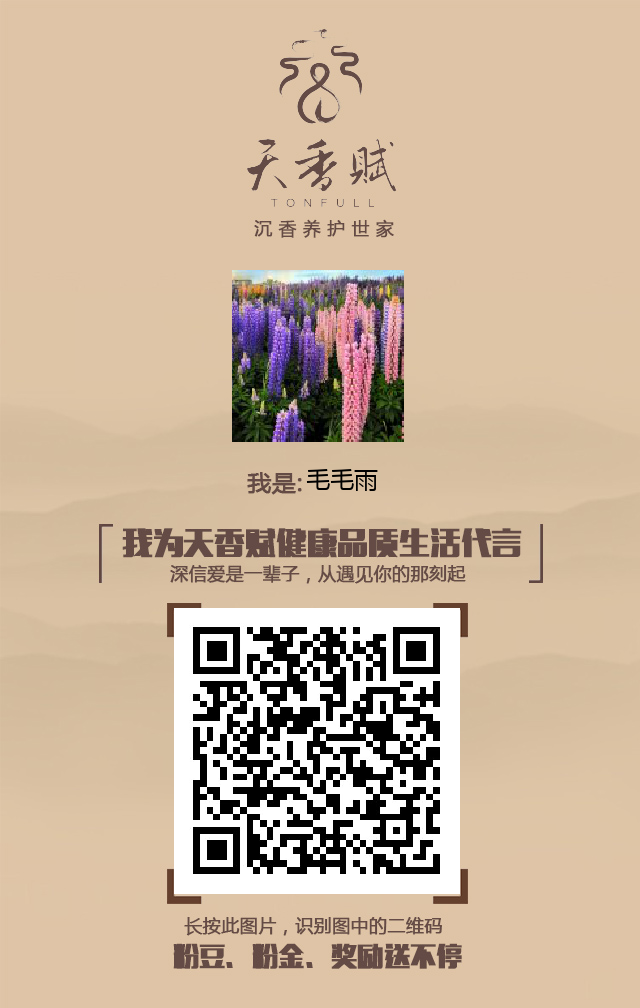 天香赋
TONFULL
沉香养护世家
我是:毛毛雨
我为天香赋健康品质生活代言
深信爱是一辈子，从遇见你的那刻起
长按此图片，识别图中的二维码
粉豆、粉金、奖励送不停